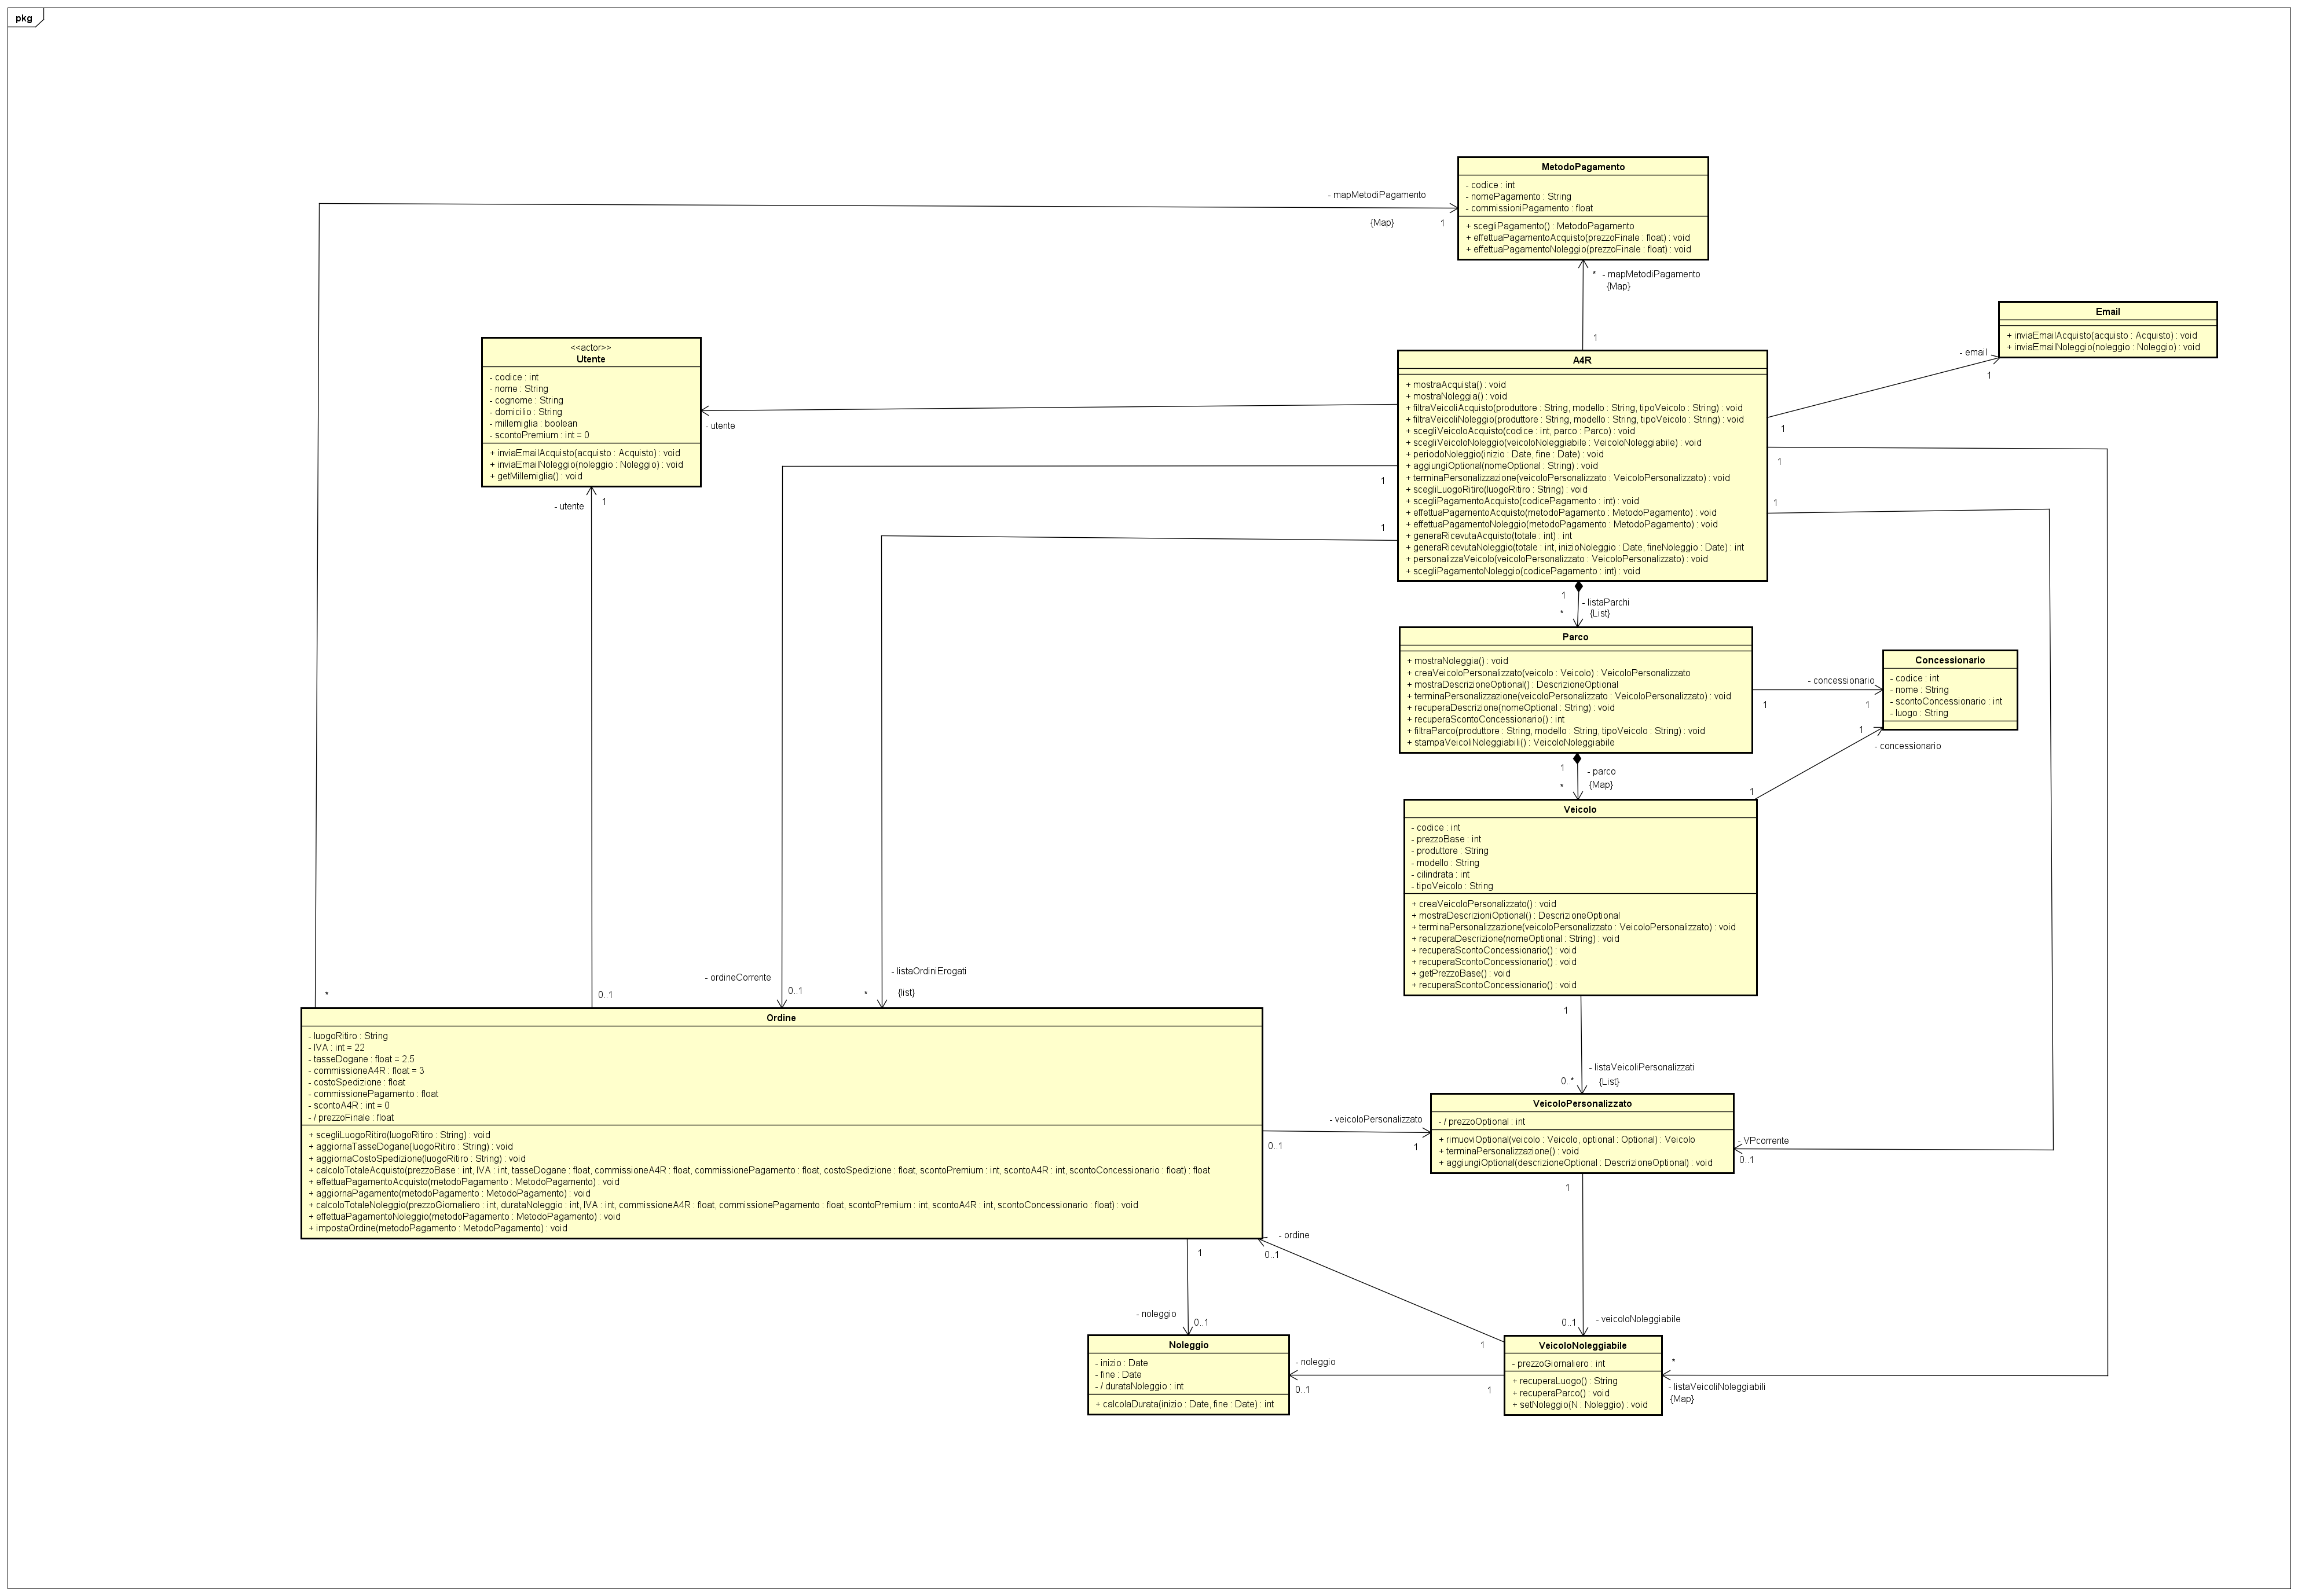 pkg
MetodoPagamento
- codice : int
- nomePagamento : String
- commissioniPagamento : float
+ scegliPagamento() : MetodoPagamento
+ effettuaPagamentoAcquisto(prezzoFinale : float) : void
+ effettuaPagamentoNoleggio(prezzoFinale : float) : void
- mapMetodiPagamento
{Map}
1
* - mapMetodiPagamento
{Map}
1
Email
+ inviaEmailAcquisto(acquisto : Acquisto) : void
+ inviaEmailNoleggio(noleggio : Noleggio) : void
- email
1
1
<<actor>>
Utente
- codice : int
- nome : String
- cognome : String
- domicilio : String
- millemiglia : boolean
- scontoPremium : int = 0
+ inviaEmailAcquisto(acquisto : Acquisto) : void
+ inviaEmailNoleggio(noleggio : Noleggio) : void
+ getMillemiglia() : void
- utente
- utente
1
A4R
+ mostraAcquista() : void
+ mostraNoleggia() : void
+ filtraVeicoliAcquisto(produttore : String, modello : String, tipoVeicolo : String) : void
+ filtraVeicoliNoleggio(produttore : String, modello : String, tipoVeicolo : String) : void
+ scegliVeicoloAcquisto(codice : int, parco : Parco) : void
+ scegliVeicoloNoleggio(veicoloNoleggiabile : VeicoloNoleggiabile) : void
+ periodoNoleggio(inizio : Date, fine : Date) : void
+ aggiungiOptional(nomeOptional : String) : void
+ terminaPersonalizzazione(veicoloPersonalizzato : VeicoloPersonalizzato) : void
+ scegliLuogoRitiro(luogoRitiro : String) : void
+ scegliPagamentoAcquisto(codicePagamento : int) : void
+ effettuaPagamentoAcquisto(metodoPagamento : MetodoPagamento) : void
+ effettuaPagamentoNoleggio(metodoPagamento : MetodoPagamento) : void
+ generaRicevutaAcquisto(totale : int) : int
+ generaRicevutaNoleggio(totale : int, inizioNoleggio : Date, fineNoleggio : Date) : int
+ personalizzaVeicolo(veicoloPersonalizzato : VeicoloPersonalizzato) : void
+ scegliPagamentoNoleggio(codicePagamento : int) : void
1
1
1
1
1
- listaParchi
*
{List}
Parco
+ mostraNoleggia() : void
+ creaVeicoloPersonalizzato(veicolo : Veicolo) : VeicoloPersonalizzato
+ mostraDescrizioneOptional() : DescrizioneOptional
+ terminaPersonalizzazione(veicoloPersonalizzato : VeicoloPersonalizzato) : void
+ recuperaDescrizione(nomeOptional : String) : void
+ recuperaScontoConcessionario() : int
+ filtraParco(produttore : String, modello : String, tipoVeicolo : String) : void
+ stampaVeicoliNoleggiabili() : VeicoloNoleggiabile
- concessionario
1
1
Concessionario
- codice : int
- nome : String
- scontoConcessionario : int
- luogo : String
1
- concessionario
1
1
- parco
*
{Map}
Veicolo
- codice : int
- prezzoBase : int
- produttore : String
- modello : String
- cilindrata : int
- tipoVeicolo : String
+ creaVeicoloPersonalizzato() : void
+ mostraDescrizioniOptional() : DescrizioneOptional
+ terminaPersonalizzazione(veicoloPersonalizzato : VeicoloPersonalizzato) : void
+ recuperaDescrizione(nomeOptional : String) : void
+ recuperaScontoConcessionario() : void
+ recuperaScontoConcessionario() : void
+ getPrezzoBase() : void
+ recuperaScontoConcessionario() : void
1
- listaVeicoliPersonalizzati
0..*
{List}
*
0..1
- ordineCorrente
0..1
- listaOrdiniErogati
*
{list}
Ordine
- luogoRitiro : String
- IVA : int = 22
- tasseDogane : float = 2.5
- commissioneA4R : float = 3
- costoSpedizione : float
- commissionePagamento : float
- scontoA4R : int = 0
- / prezzoFinale : float
+ scegliLuogoRitiro(luogoRitiro : String) : void
+ aggiornaTasseDogane(luogoRitiro : String) : void
+ aggiornaCostoSpedizione(luogoRitiro : String) : void
+ calcoloTotaleAcquisto(prezzoBase : int, IVA : int, tasseDogane : float, commissioneA4R : float, commissionePagamento : float, costoSpedizione : float, scontoPremium : int, scontoA4R : int, scontoConcessionario : float) : float
+ effettuaPagamentoAcquisto(metodoPagamento : MetodoPagamento) : void
+ aggiornaPagamento(metodoPagamento : MetodoPagamento) : void
+ calcoloTotaleNoleggio(prezzoGiornaliero : int, durataNoleggio : int, IVA : int, commissioneA4R : float, commissionePagamento : float, scontoPremium : int, scontoA4R : int, scontoConcessionario : float) : void
+ effettuaPagamentoNoleggio(metodoPagamento : MetodoPagamento) : void
+ impostaOrdine(metodoPagamento : MetodoPagamento) : void
- veicoloPersonalizzato
0..1
1
VeicoloPersonalizzato
- / prezzoOptional : int
+ rimuoviOptional(veicolo : Veicolo, optional : Optional) : Veicolo
+ terminaPersonalizzazione() : void
+ aggiungiOptional(descrizioneOptional : DescrizioneOptional) : void
- VPcorrente
0..1
1
- ordine
0..1
1
- noleggio
0..1
0..1
- veicoloNoleggiabile
1
Noleggio
- inizio : Date
- fine : Date
- / durataNoleggio : int
+ calcolaDurata(inizio : Date, fine : Date) : int
- noleggio
0..1
1
VeicoloNoleggiabile
- prezzoGiornaliero : int
+ recuperaLuogo() : String
+ recuperaParco() : void
+ setNoleggio(N : Noleggio) : void
*
- listaVeicoliNoleggiabili
{Map}